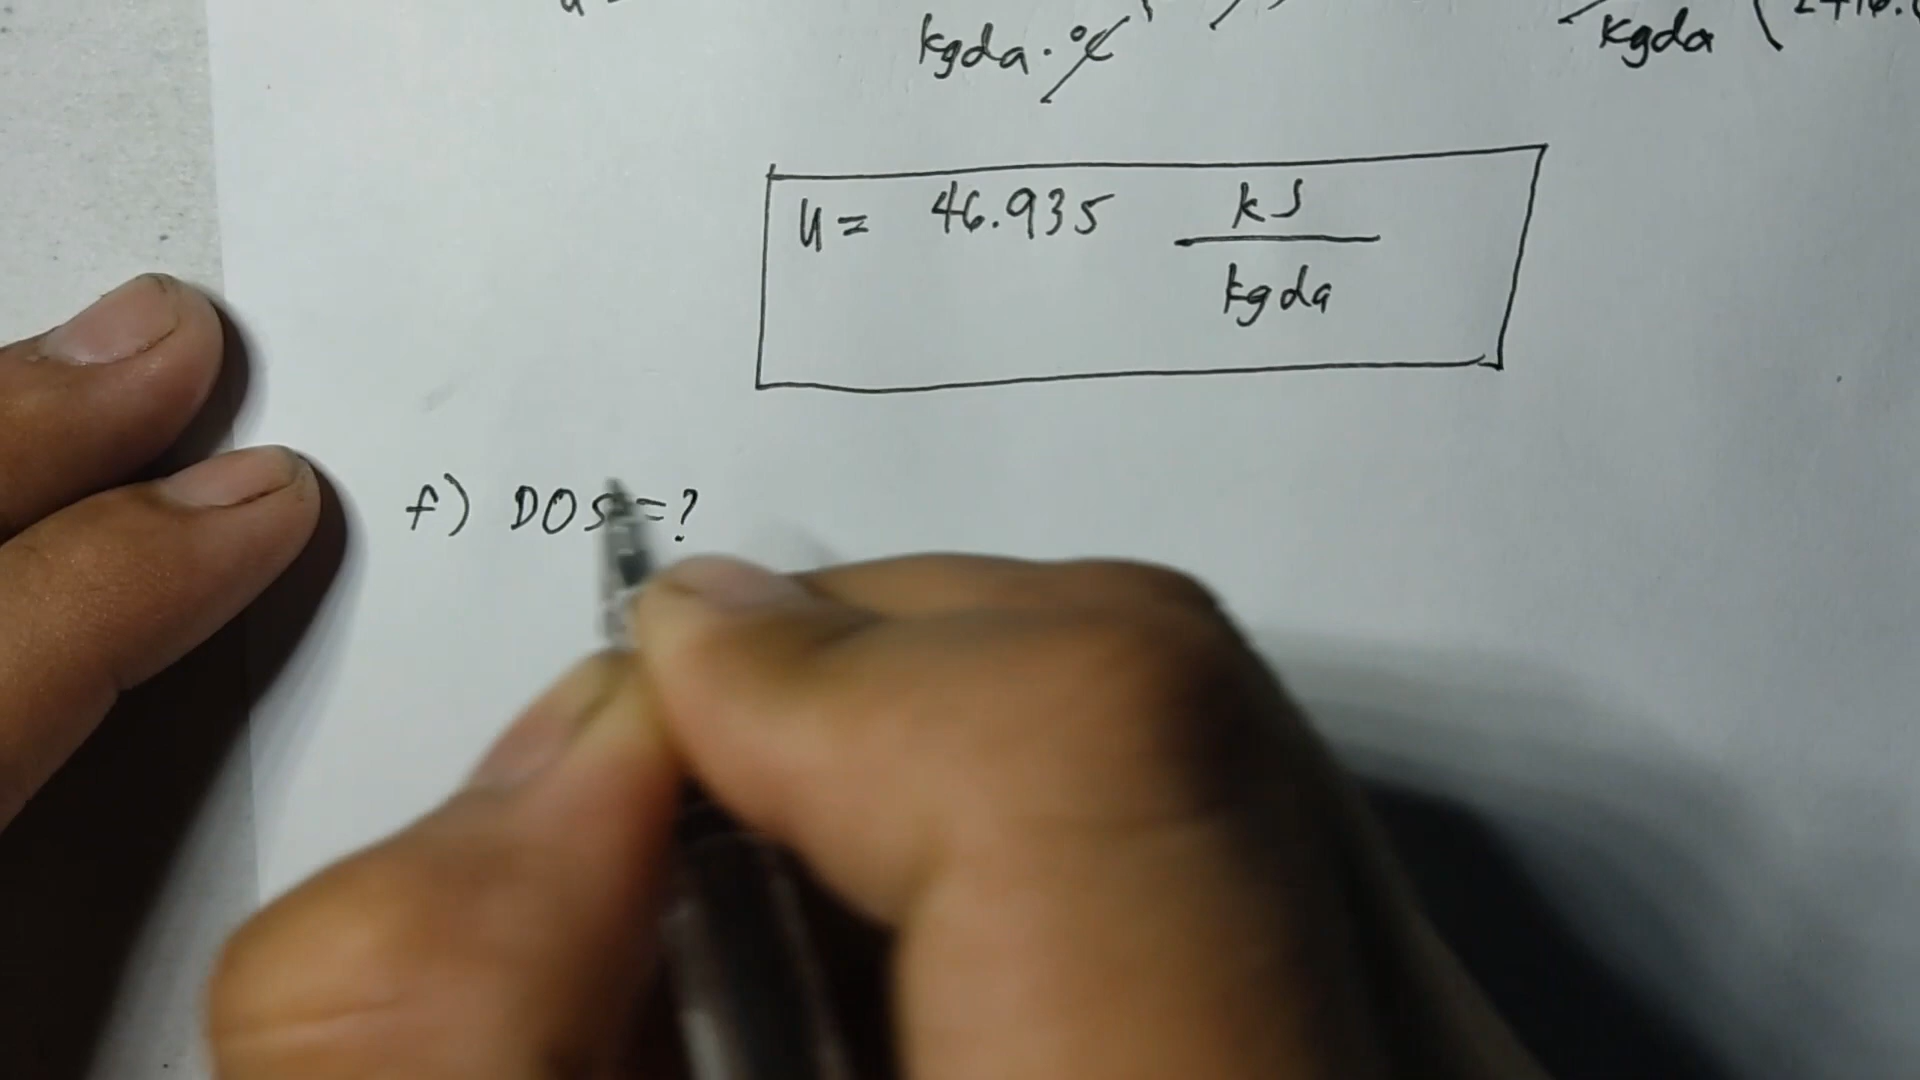 kgda · °C
kgda
u = 46.935 kJ
kgda
f) DOS = ?